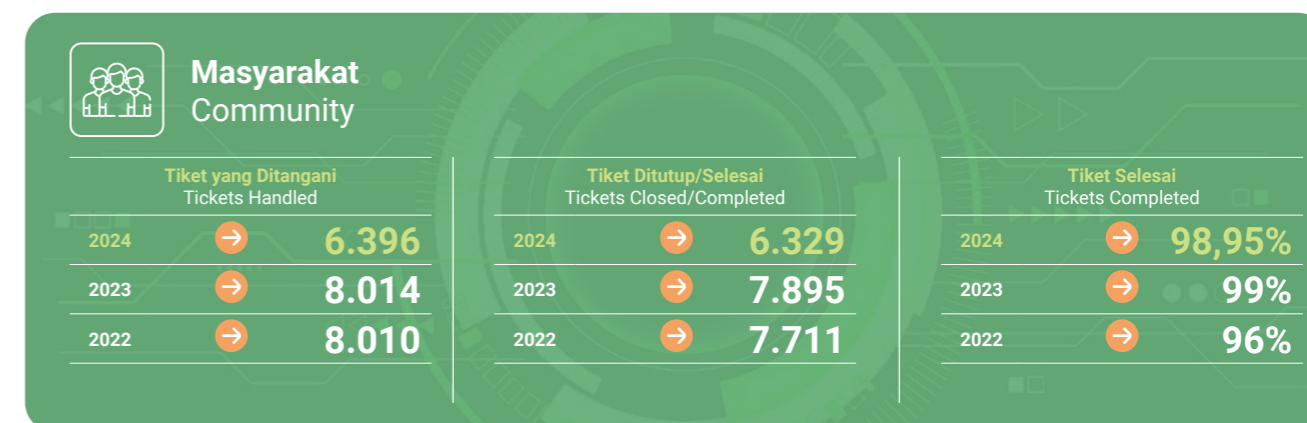 Masyarakat
Community
Tiket yang Ditangani
Tickets Handled
2024 6.396
2023 8.014
2022 8.010
Tiket Ditutup/Selesai
Tickets Closed/Completed
2024 6.329
2023 7.895
2022 7.711
Tiket Selesai
Tickets Completed
2024 98,95%
2023 99%
2022 96%